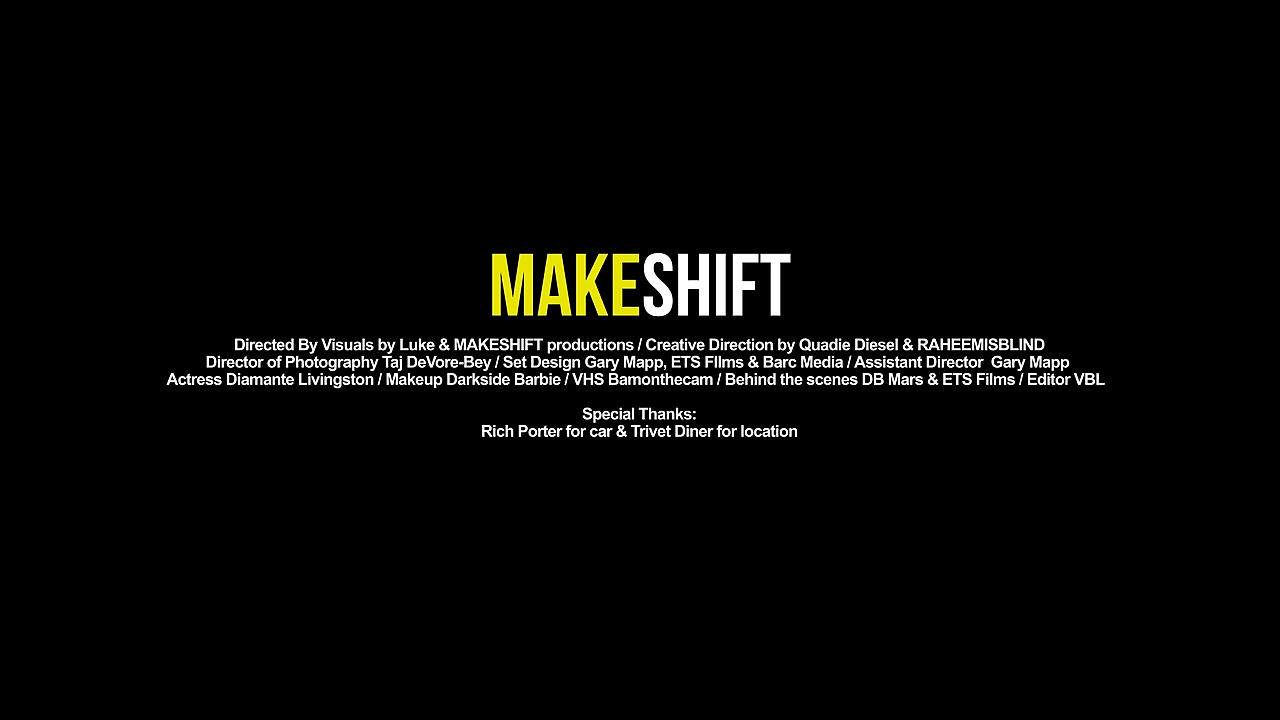 MAKESHIFT
Directed By Visuals by Luke & MAKESHIFT productions / Creative Direction by Quadie Diesel & RAHEEMISBLIND
Director of Photography Taj DeVore-Bey / Set Design Gary Mapp, ETS FIlms & Barc Media / Assistant Director  Gary Mapp
Actress Diamante Livingston / Makeup Darkside Barbie / VHS Bamonthecam / Behind the scenes DB Mars & ETS Films / Editor VBL
Special Thanks:
Rich Porter for car & Trivet Diner for location